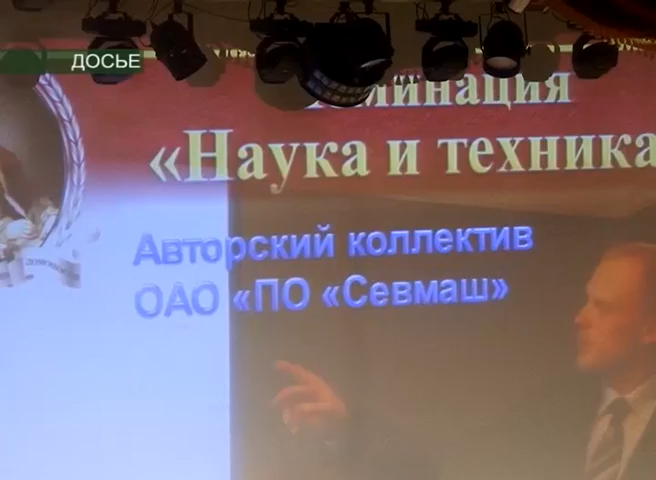 ДОСЬЕ
«Наука и техника
Авторский коллектив
ОАО «ПО «Севмаш»